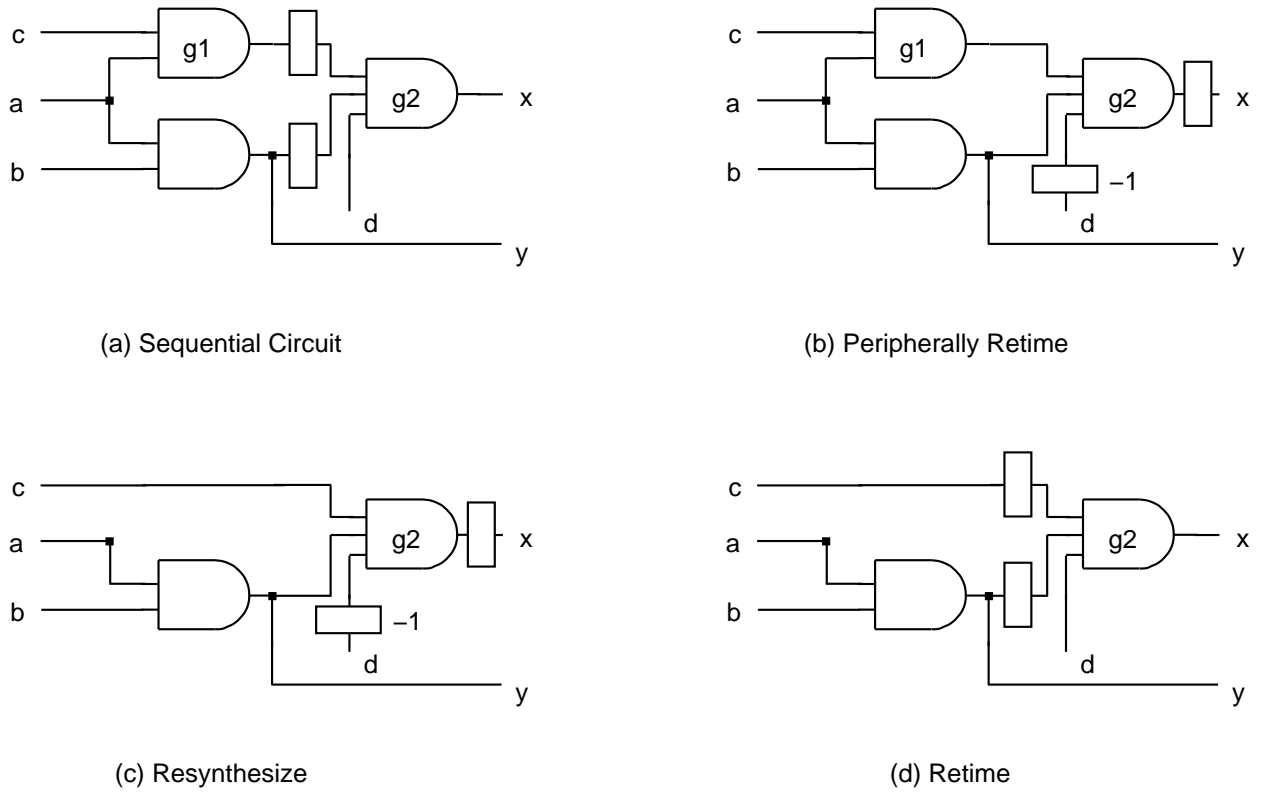 c
g1
a
g2
x
b
d
y
(a) Sequential Circuit
c
g1
a
g2
x
b
–1
d
y
(b) Peripherally Retime
c
a
g2
x
b
–1
d
y
(c) Resynthesize
c
a
g2
x
b
d
y
(d) Retime